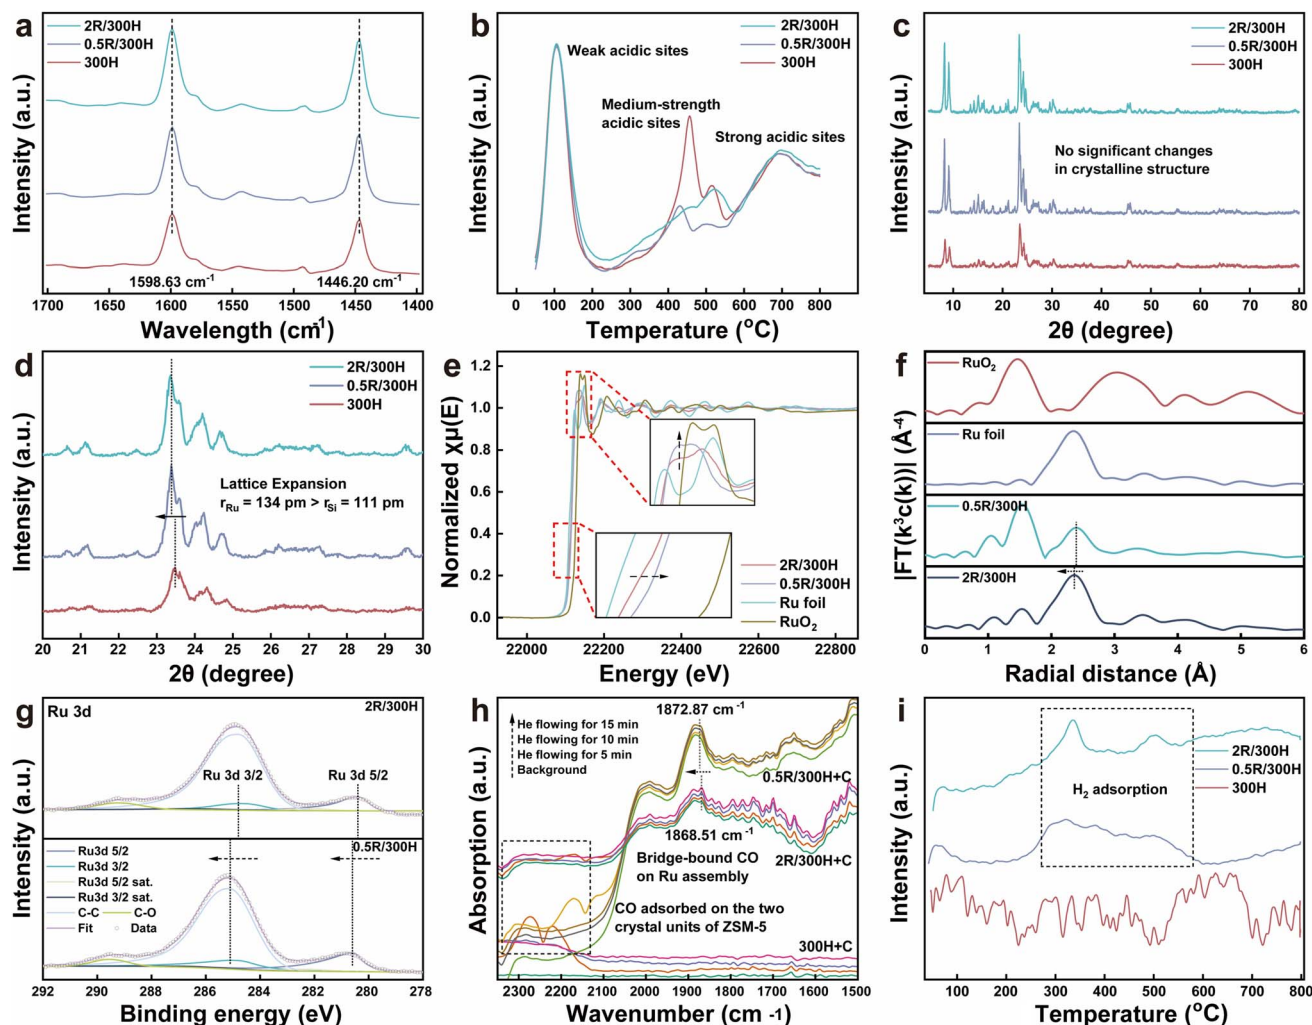 a
2R/300H
0.5R/300H
300H
Intensity (a.u.)
1598.63 cm-1
1446.20 cm-1
1700 1650 1600 1550 1500 1450 1400
Wavelength (cm-1)
b
2R/300H
0.5R/300H
300H
Weak acidic sites
Medium-strength
acidic sites
Strong acidic sites
Intensity (a.u.)
0 100 200 300 400 500 600 700 800
Temperature (°C)
c
2R/300H
0.5R/300H
300H
No significant changes
in crystalline structure
Intensity (a.u.)
10 20 30 40 50 60 70 80
2θ (degree)
d
2R/300H
0.5R/300H
300H
Lattice Expansion
rRu = 134 pm > rSi = 111 pm
Intensity (a.u.)
20 21 22 23 24 25 26 27 28 29 30
2θ (degree)
e
Normalized χμ(E)
1.2
1.0
0.8
0.6
0.4
0.2
0.0
2R/300H
0.5R/300H
Ru foil
RuO2
22000 22200 22400 22600 22800
Energy (eV)
f
RuO2
Ru foil
0.5R/300H
2R/300H
|FT(k3c(k))| (Å-4)
0 1 2 3 4 5 6
Radial distance (Å)
g
Ru 3d
2R/300H
Ru 3d 3/2
Ru 3d 5/2
0.5R/300H
Ru3d 5/2
Ru3d 3/2
Ru3d 5/2 sat.
Ru3d 3/2 sat.
C-C C-O
Fit Data
Intensity (a.u.)
292 290 288 286 284 282 280 278
Binding energy (eV)
h
He flowing for 15 min
He flowing for 10 min
He flowing for 5 min
Background
1872.87 cm-1
0.5R/300H+C
1868.51 cm-1
2R/300H+C
Bridge-bound CO
on Ru assembly
CO adsorbed on the two
crystal units of ZSM-5
300H+C
Absorption (a.u.)
2300 2200 2100 2000 1900 1800 1700 1600 1500
Wavenumber (cm -1)
i
H2 adsorption
2R/300H
0.5R/300H
300H
Intensity (a.u.)
100 200 300 400 500 600 700 800
Temperature (°C)